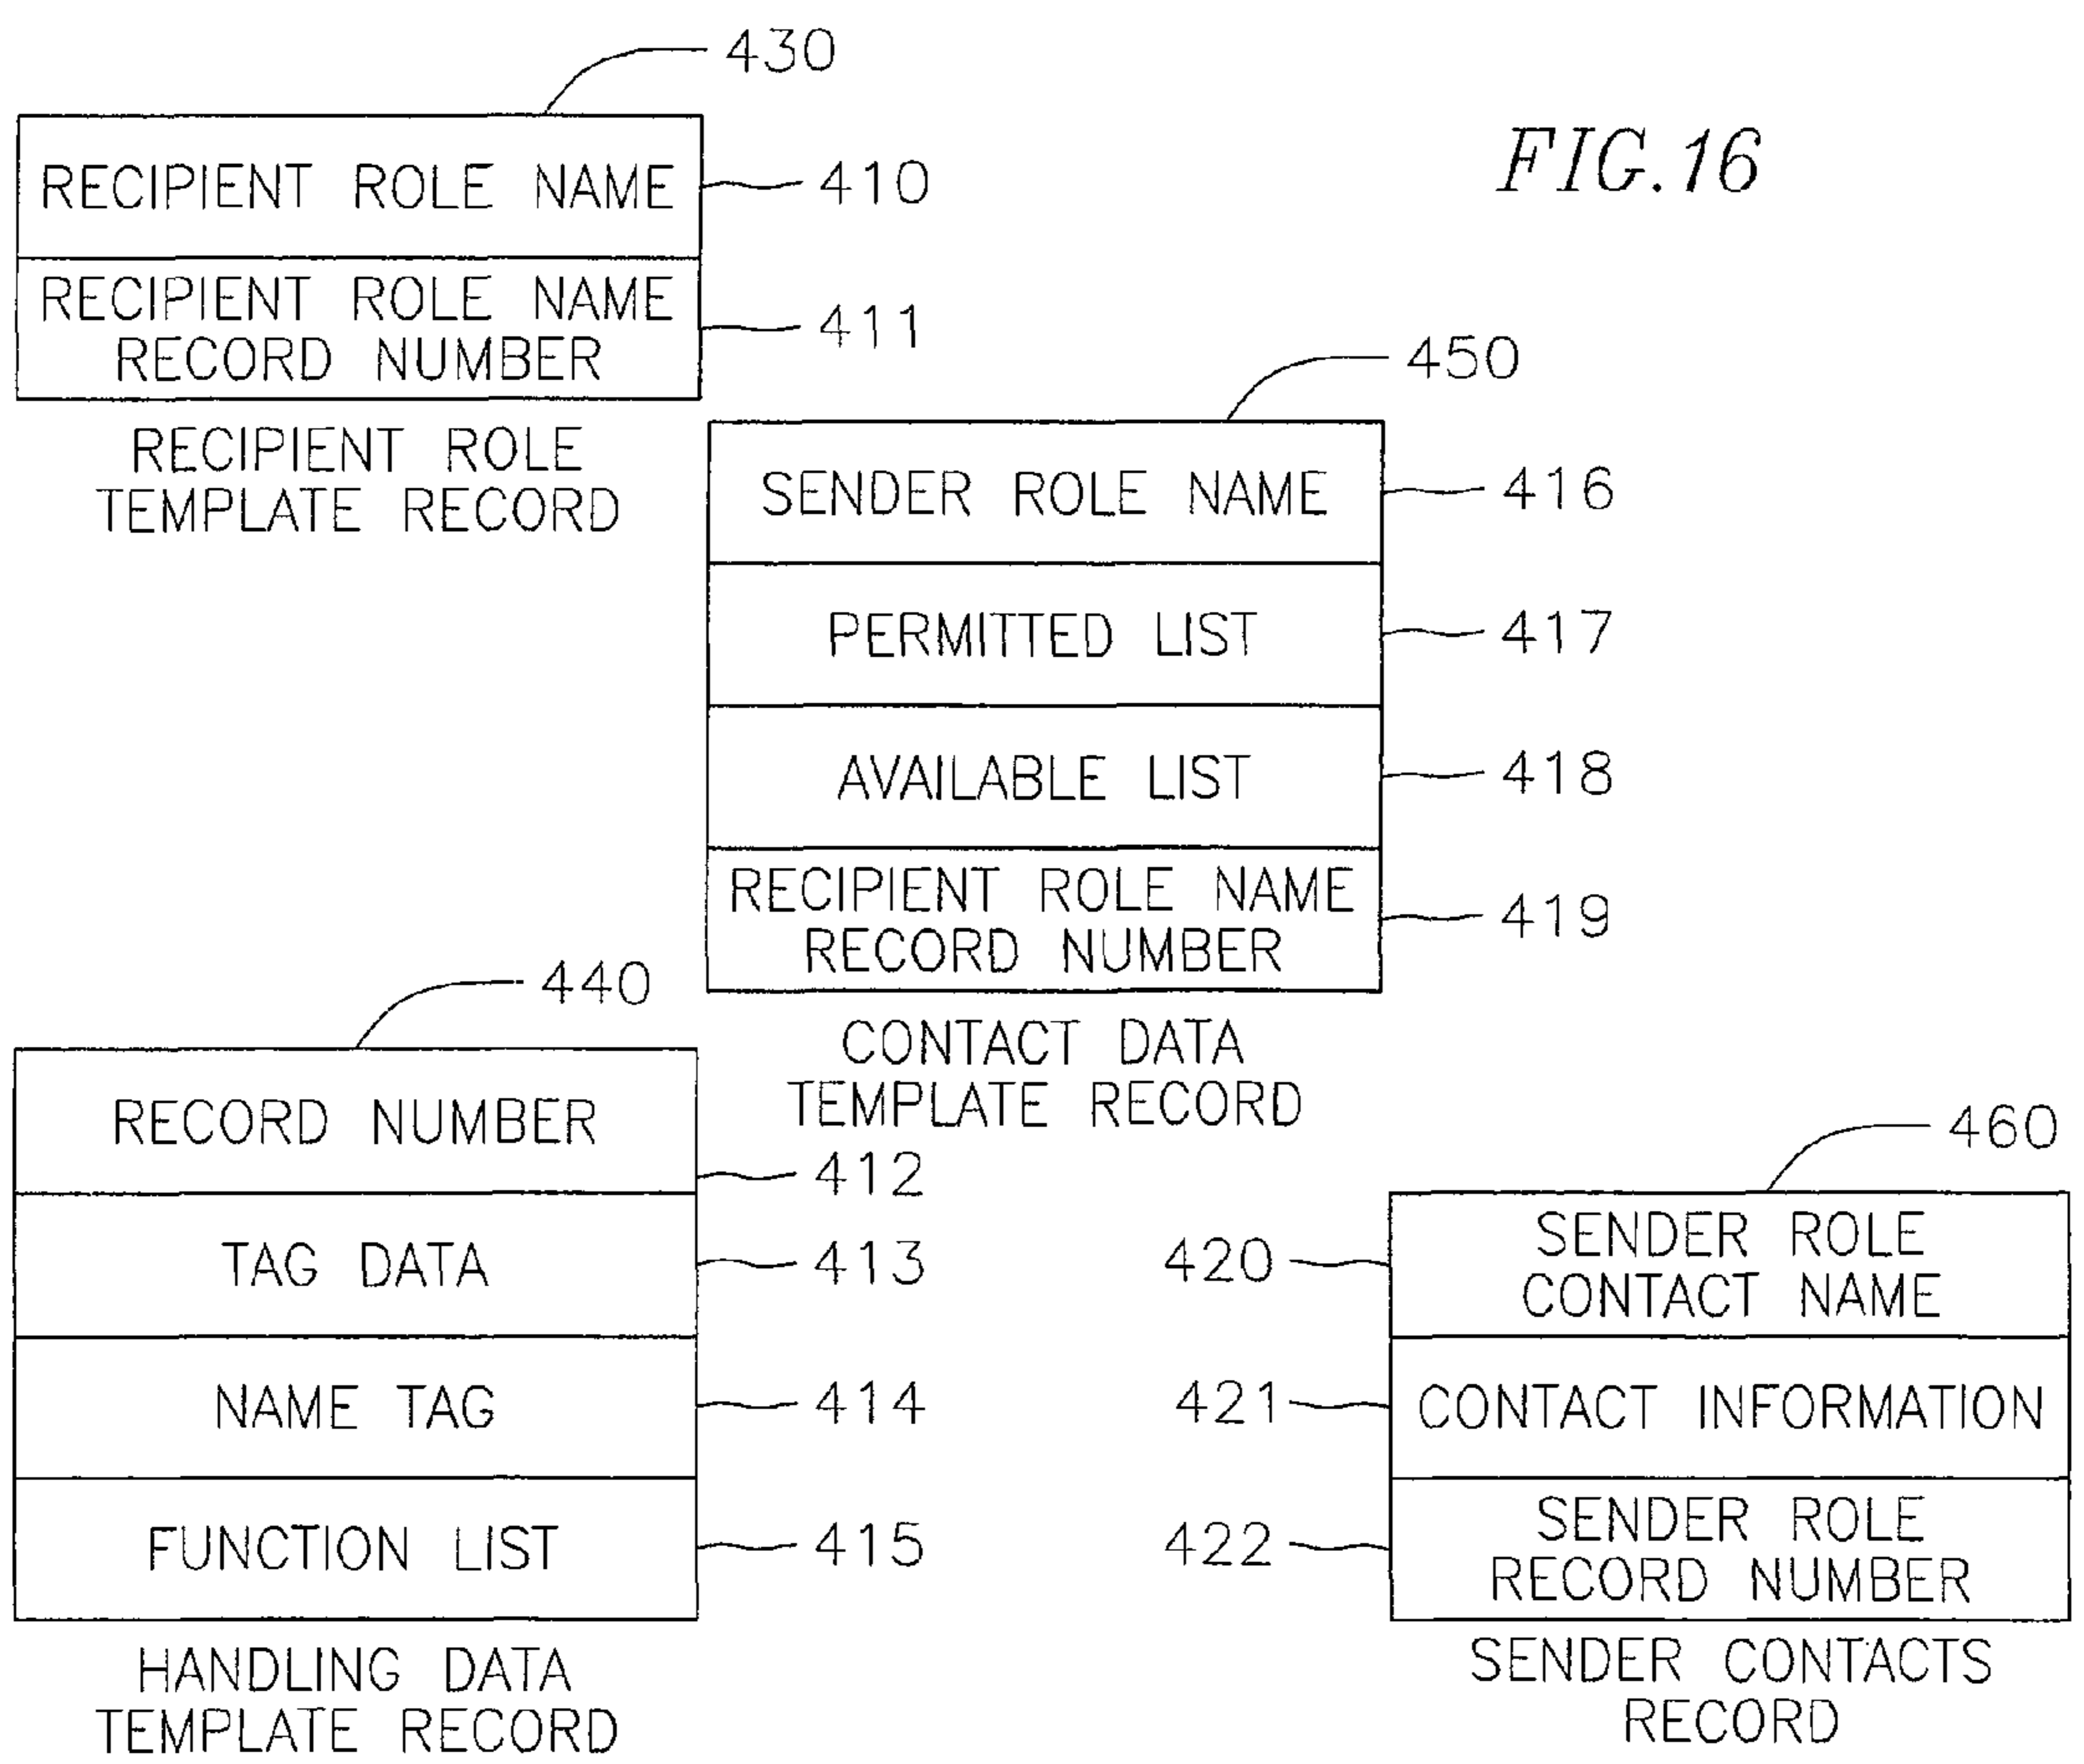 430
FIG.16
RECIPIENT ROLE NAME
410
RECIPIENT ROLE NAME
RECORD NUMBER
411
RECIPIENT ROLE
TEMPLATE RECORD
450
SENDER ROLE NAME
416
PERMITTED LIST
417
AVAILABLE LIST
418
RECIPIENT ROLE NAME
RECORD NUMBER
419
CONTACT DATA
TEMPLATE RECORD
440
RECORD NUMBER
412
TAG DATA
413
NAME TAG
414
FUNCTION LIST
415
HANDLING DATA
TEMPLATE RECORD
460
SENDER ROLE
CONTACT NAME
420
CONTACT INFORMATION
421
SENDER ROLE
RECORD NUMBER
422
SENDER CONTACTS
RECORD